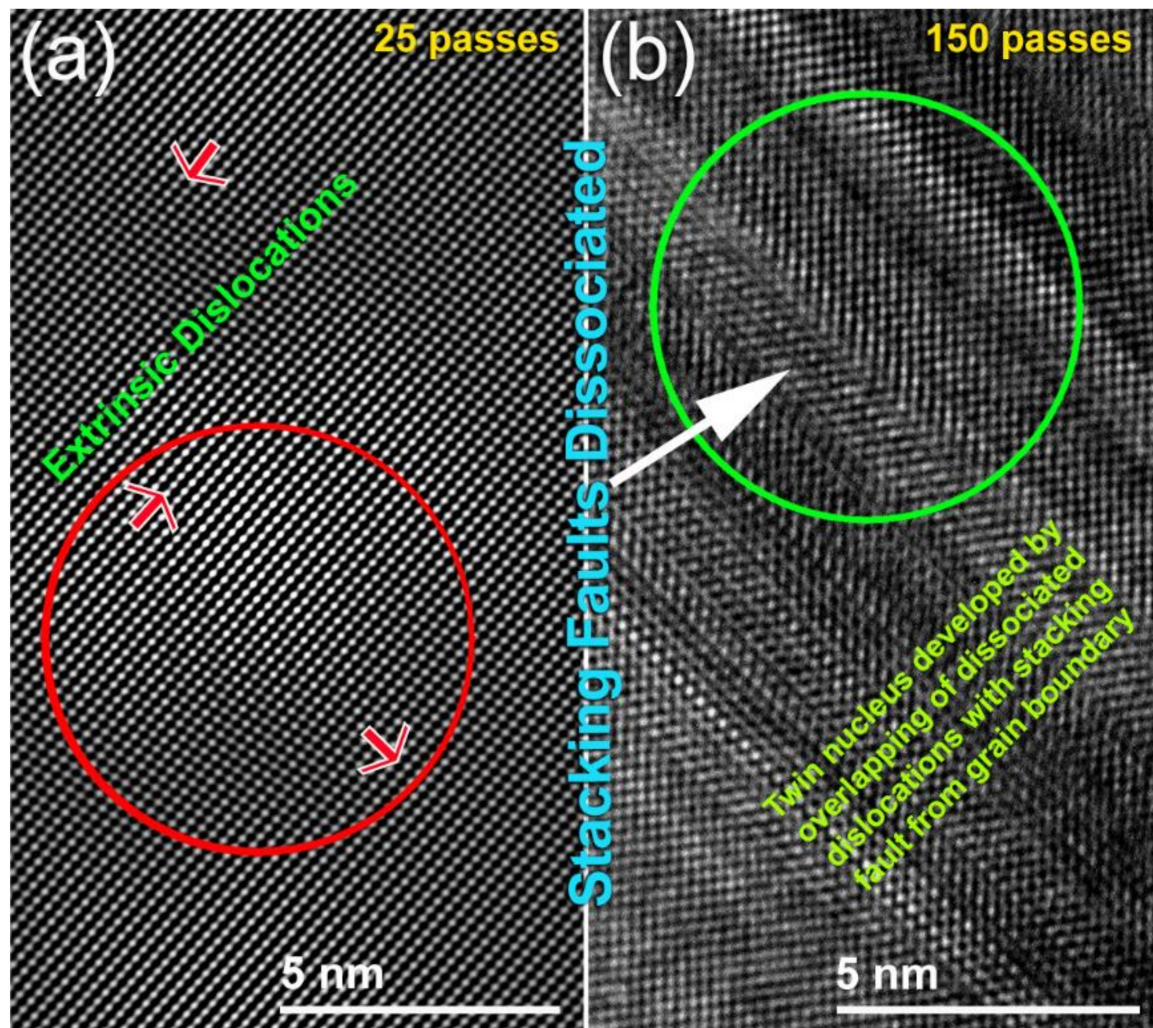 (a)
25 passes
Extrinsic Dislocations
5 nm
Stacking Faults Dissociated
(b)
150 passes
Twin nucleus developed by
overlapping of dissociated
dislocations with stacking
fault from grain boundary
5 nm